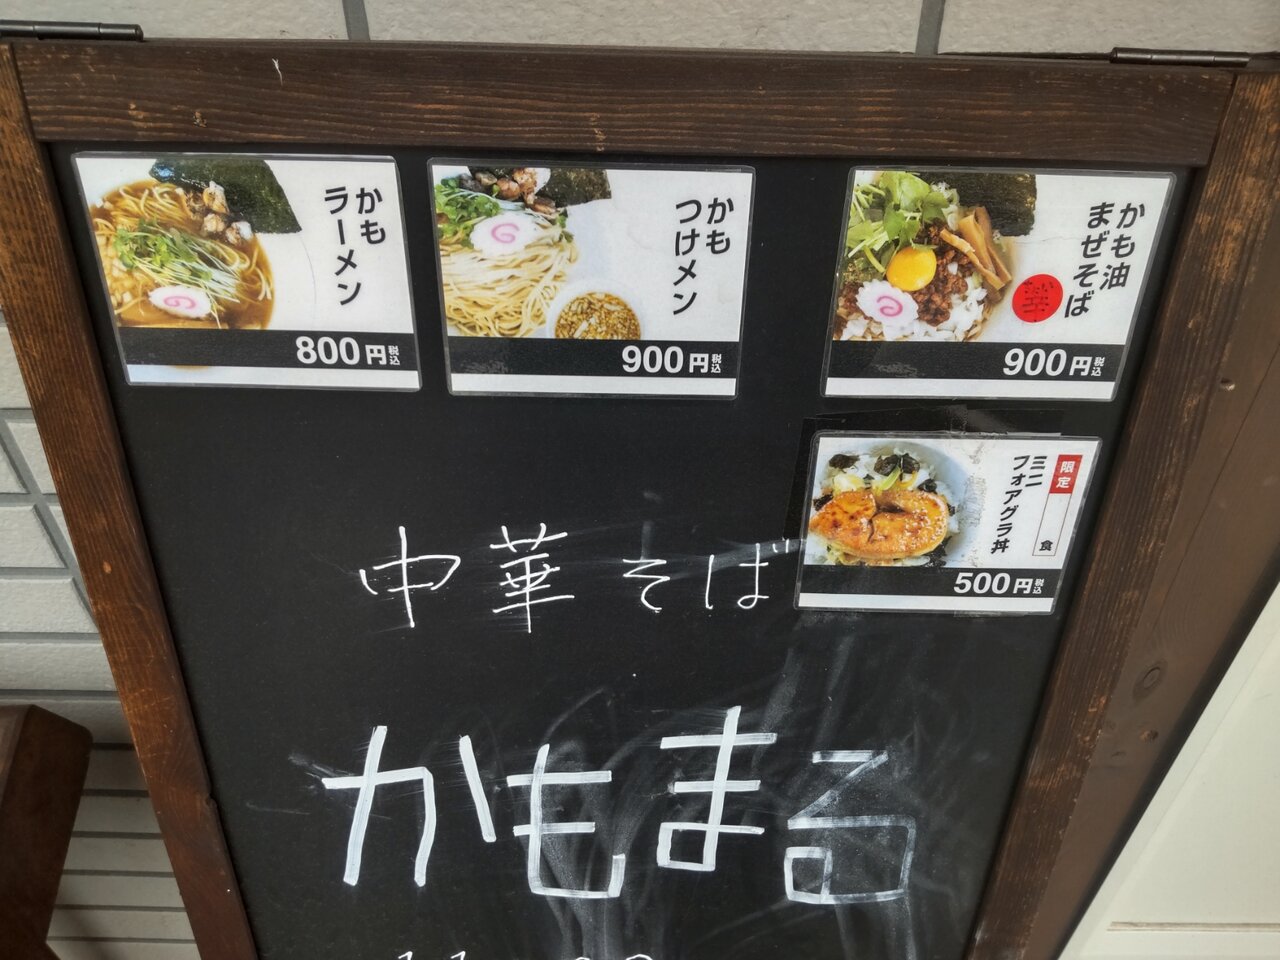 かも
ラーメン
800円税込
かも
つけメン
900円税込
かも油
まぜそば
辛
900円税込
限定
食
ミニ
フォアグラ丼
500円税込
中華そば
かもまる